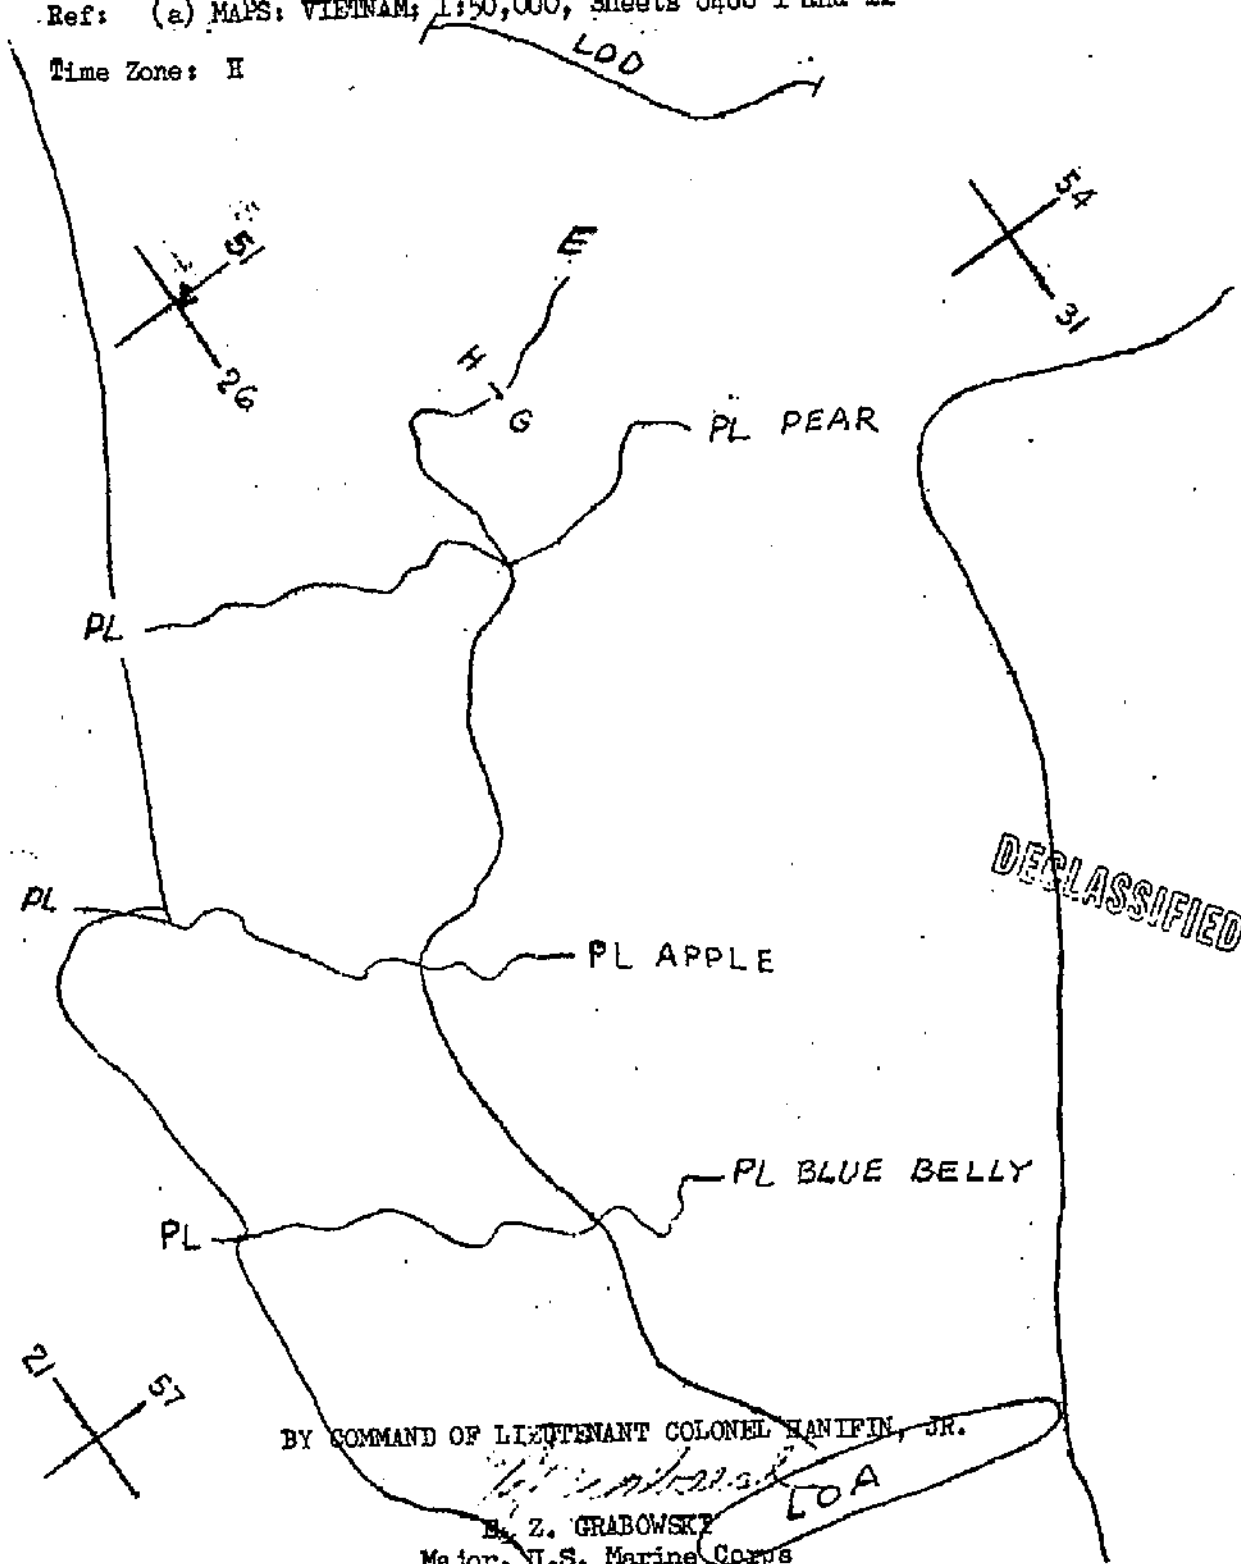 Ref: (a) MAPS: VIETNAM; 1:50,000, Sheets
LOD
Time Zone: H
54
51
E
31
26
H
G
PL PEAR
PL
DECLASSIFIED
PL
PL APPLE
PL BLUE BELLY
PL
21
57
BY COMMAND OF LIEUTENANT COLONEL HANIFIN, JR.
LOA
E. Z. GRABOWSKI
Major, U.S. Marine Corps